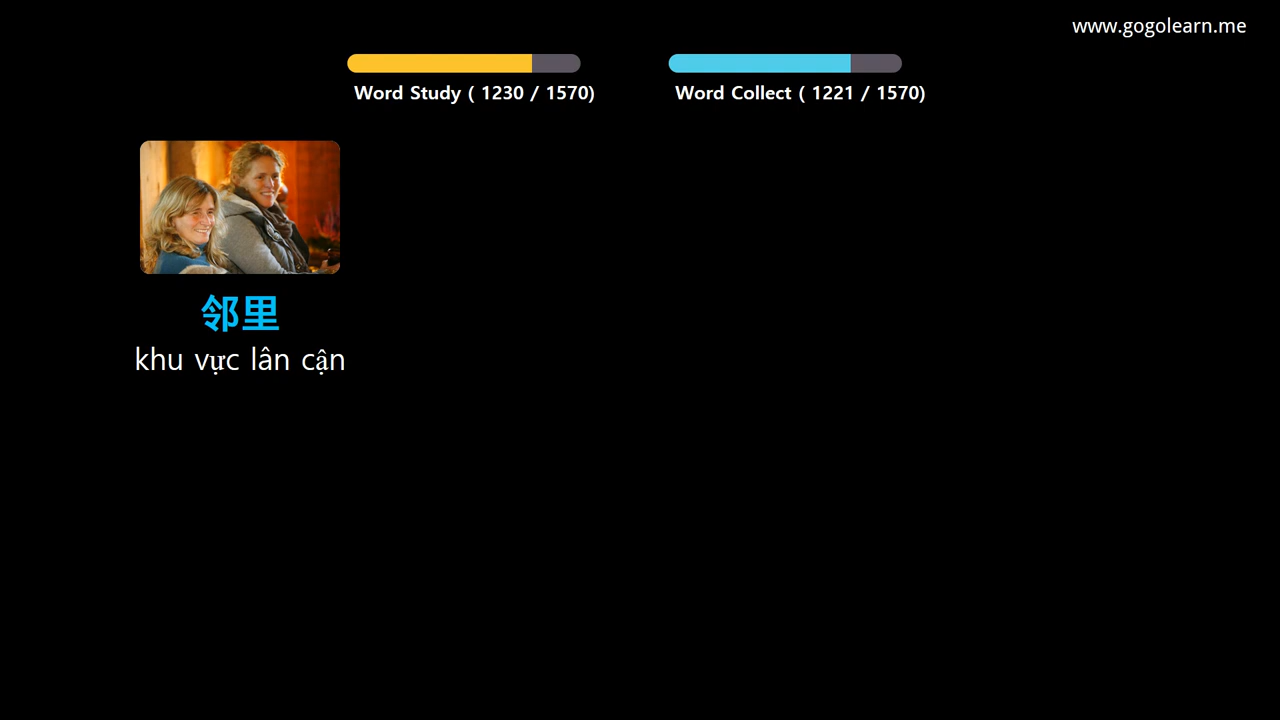 www.gogolearn.me
Word Study ( 1230 / 1570)
Word Collect ( 1221 / 1570)
邻里
khu vực lân cận